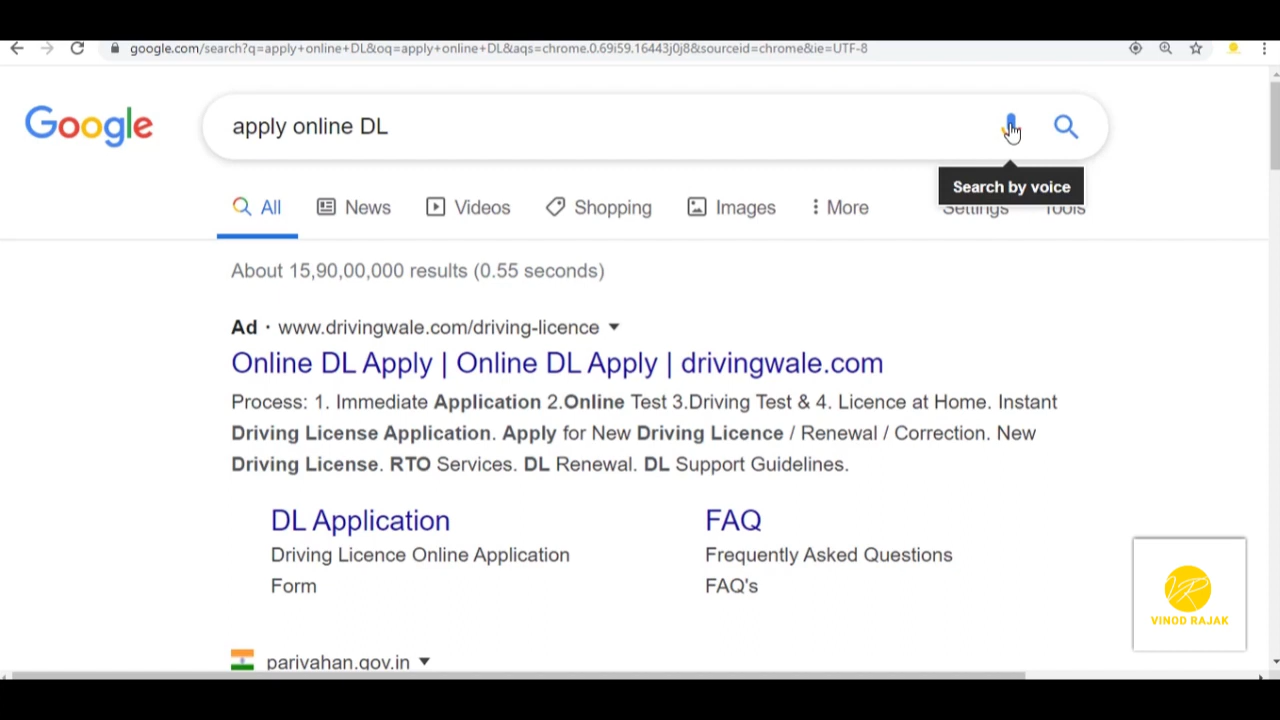 google.com/search?q=apply+online+DL&oq=apply+online+DL&aqs=chrome.0.69i59.16443j0j8&sourceid=chrome&ie=UTF-8
Google
apply online DL
Search by voice
All
News
Videos
Shopping
Images
More
Settings
Tools
About 15,90,00,000 results (0.55 seconds)
Ad · www.drivingwale.com/driving-licence
Online DL Apply | Online DL Apply | drivingwale.com
Process: 1. Immediate Application 2.Online Test 3.Driving Test & 4. Licence at Home. Instant
Driving License Application. Apply for New Driving Licence / Renewal / Correction. New
Driving License. RTO Services. DL Renewal. DL Support Guidelines.
DL Application
Driving Licence Online Application
Form
FAQ
Frequently Asked Questions
FAQ's
VR
VINOD RAJAK
parivahan.gov.in